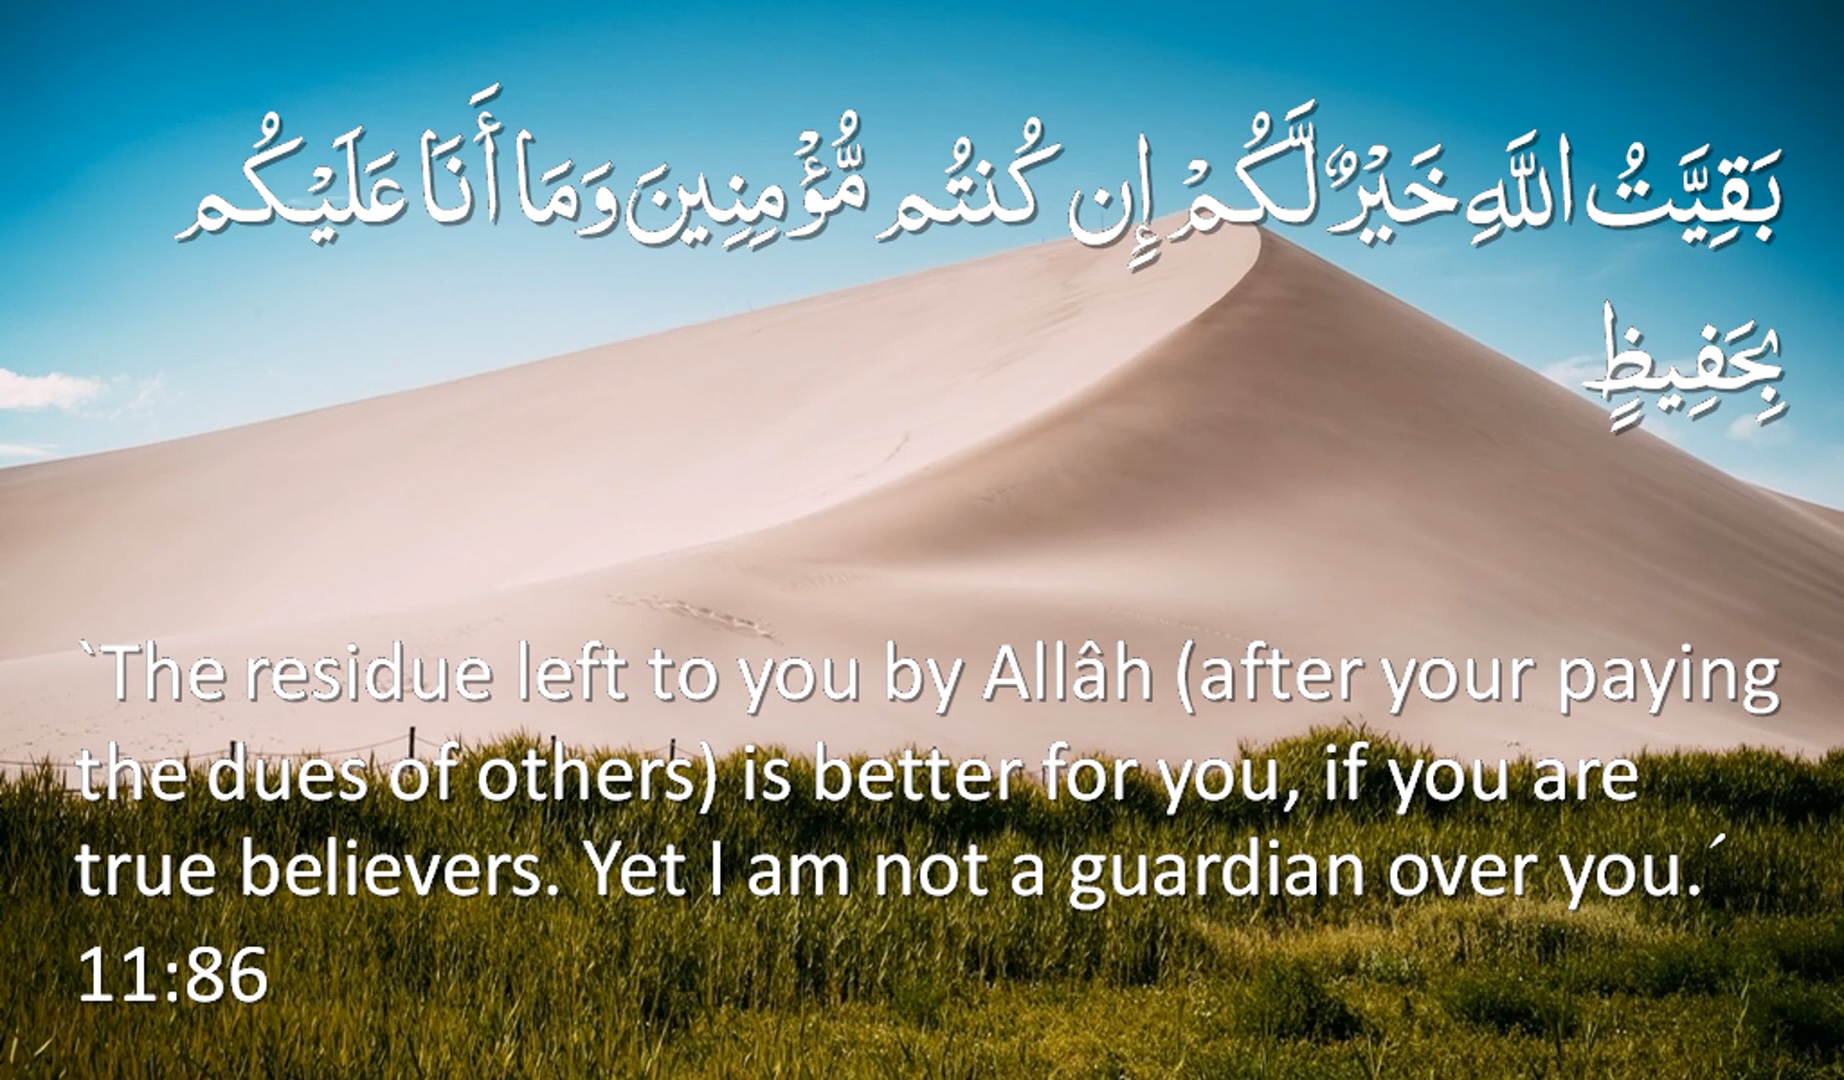 بَقِيَّتُ اللَّهِ خَيْرٌ لَّكُمْ إِن كُنتُم مُّؤْمِنِينَ وَمَا أَنَا عَلَيْكُم
بِحَفِيظٍ
`The residue left to you by Allâh (after your paying
the dues of others) is better for you, if you are
true believers. Yet I am not a guardian over you.´
11:86